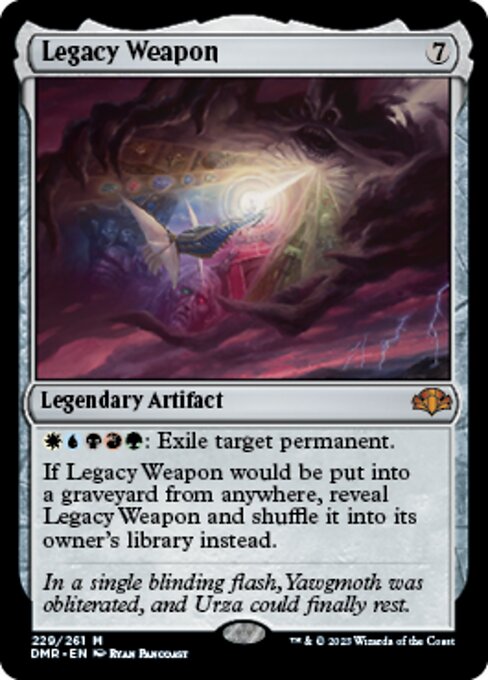 Legacy Weapon 7
Legendary Artifact
: Exile target permanent.
If Legacy Weapon would be put into
a graveyard from anywhere, reveal
Legacy Weapon and shuffle it into its
owner's library instead.
In a single blinding flash, Yawgmoth was
obliterated, and Urza could finally rest.
229/261 M
DMR • EN Ryan Pancoast
™ & © 2023 Wizards of the Coast